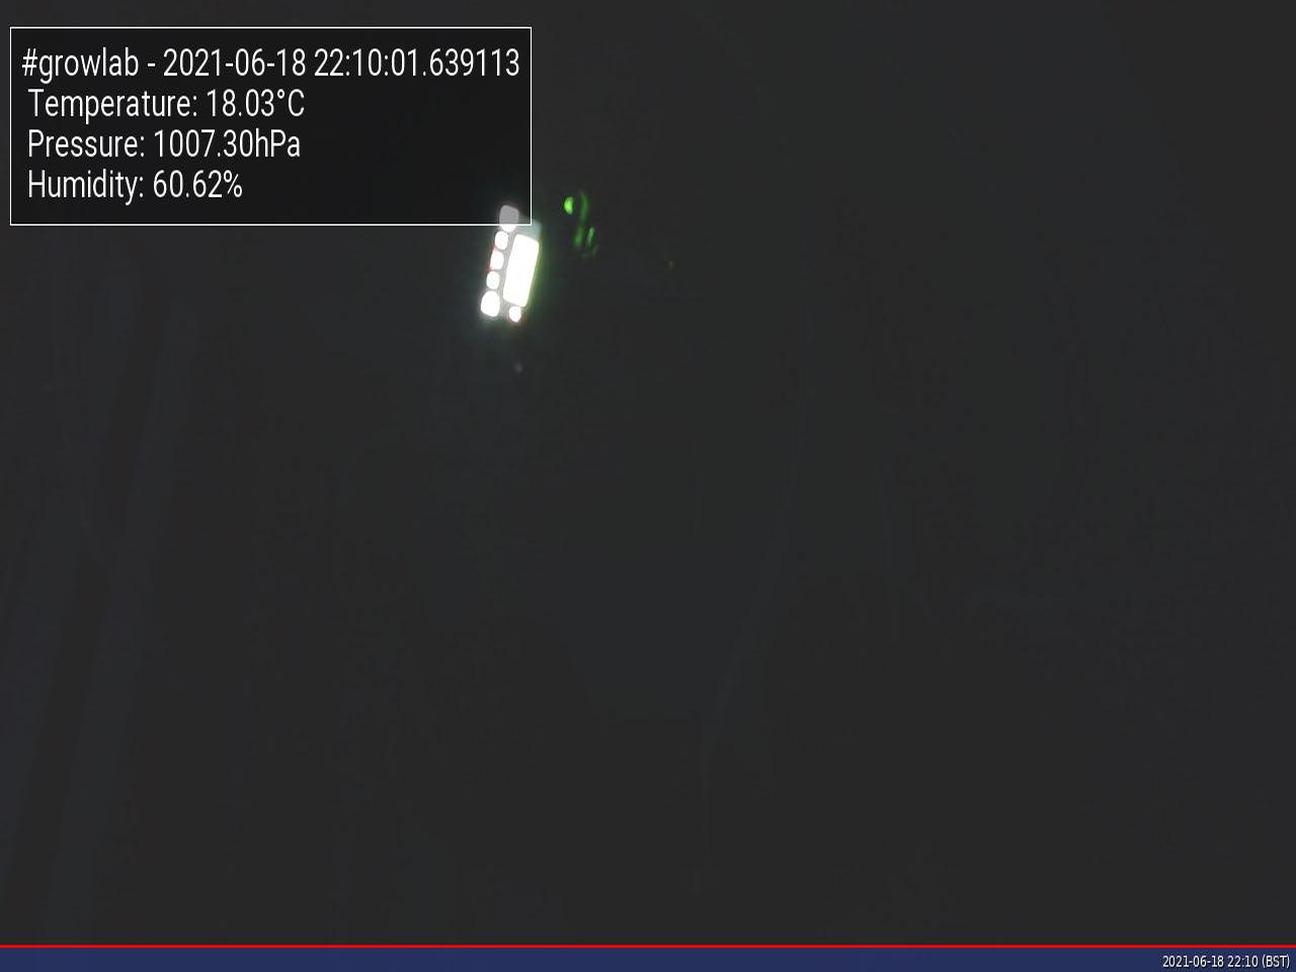 #growlab - 2021-06-18 22:10:01.639113
Temperature: 18.03°C
Pressure: 1007.30hPa
Humidity: 60.62%
2021-06-18 22:10 (BST)